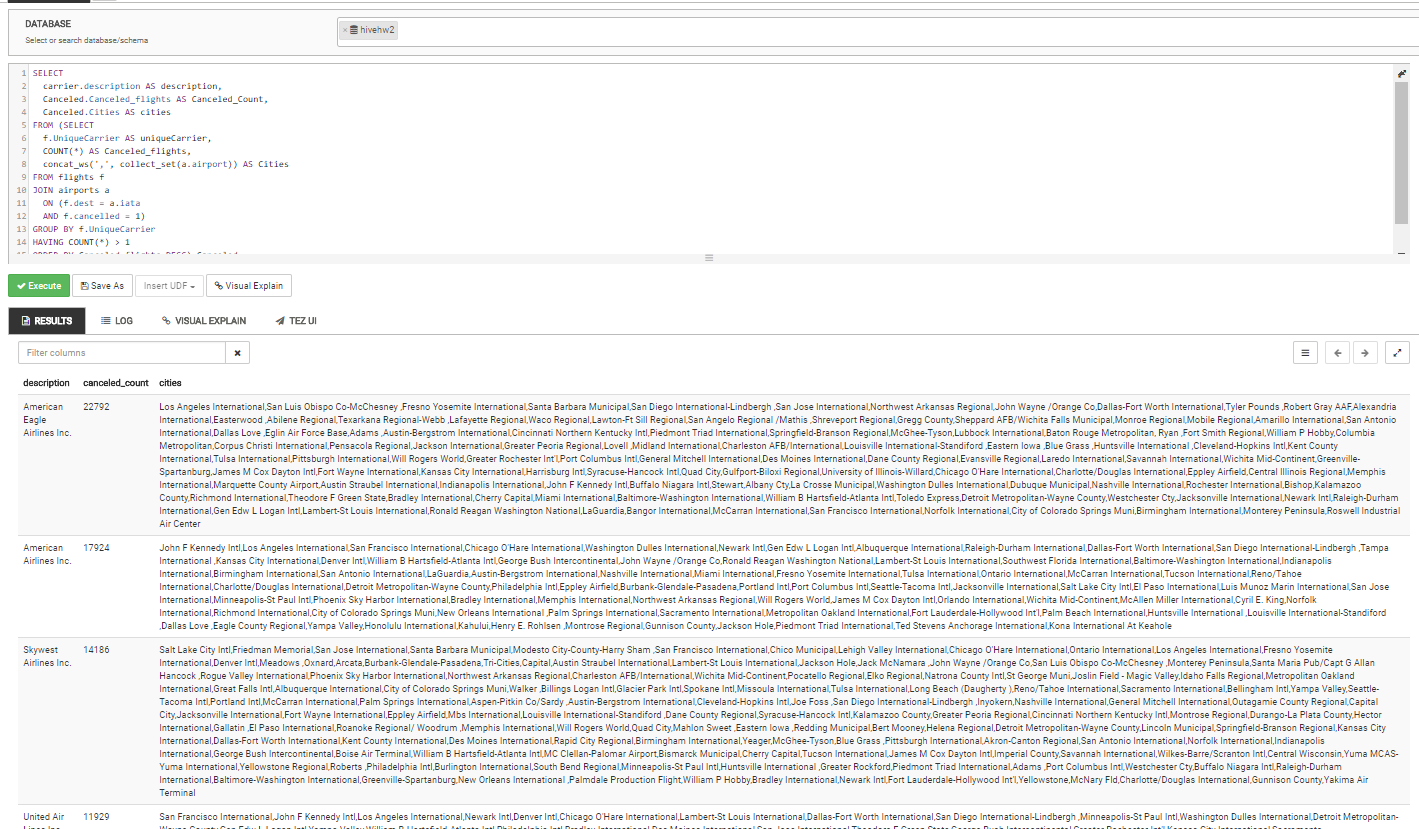 DATABASE
Select or search database/schema
× hivehw2
1 SELECT
2 carrier.description AS description,
3 Canceled.Canceled_flights AS Canceled_Count,
4 Canceled.Cities AS cities
5 FROM (SELECT
6 f.UniqueCarrier AS uniqueCarrier,
7 COUNT(*) AS Canceled_flights,
8 concat_ws(',', collect_set(a.airport)) AS Cities
9 FROM flights f
10 JOIN airports a
11 ON (f.dest = a.iata
12 AND f.cancelled = 1)
13 GROUP BY f.UniqueCarrier
14 HAVING COUNT(*) > 1
Execute Save As Insert UDF Visual Explain
RESULTS LOG VISUAL EXPLAIN TEZ UI
Filter columns
description canceled_count cities
American 22792 Los Angeles International,San Luis Obispo Co-McChesney ,Fresno Yosemite International,Santa Barbara Municipal,San Diego International-Lindbergh ,San Jose International,Northwest Arkansas Regional,John Wayne /Orange Co,Dallas-Fort Worth International,Tyler Pounds ,Robert Gray AAF,Alexandria
Eagle International,Easterwood ,Abilene Regional,Texarkana Regional-Webb ,Lafayette Regional,Waco Regional,Lawton-Ft Sill Regional,San Angelo Regional /Mathis ,Shreveport Regional,Gregg County,Sheppard AFB/Wichita Falls Municipal,Monroe Regional,Mobile Regional,Amarillo International,San Antonio
Airlines Inc. International,Dallas Love ,Eglin Air Force Base,Adams ,Austin-Bergstrom International,Cincinnati Northern Kentucky Intl,Piedmont Triad International,Springfield-Branson Regional,McGhee-Tyson,Lubbock International,Baton Rouge Metropolitan, Ryan ,Fort Smith Regional,William P Hobby,Columbia
Metropolitan,Corpus Christi International,Pensacola Regional,Jackson International,Greater Peoria Regional,Lovell ,Midland International,Charleston AFB/International,Louisville International-Standiford ,Eastern Iowa ,Blue Grass ,Huntsville International ,Cleveland-Hopkins Intl,Kent County
International,Tulsa International,Pittsburgh International,Will Rogers World,Greater Rochester Int'l,Port Columbus Intl,General Mitchell International,Des Moines International,Dane County Regional,Evansville Regional,Laredo International,Savannah International,Wichita Mid-Continent,Greenville-
Spartanburg,James M Cox Dayton Intl,Fort Wayne International,Kansas City International,Harrisburg Intl,Syracuse-Hancock Intl,Quad City,Gulfport-Biloxi Regional,University of Illinois-Willard,Chicago O'Hare International,Charlotte/Douglas International,Eppley Airfield,Central Illinois Regional,Memphis
International,Marquette County Airport,Austin Straubel International,Indianapolis International,John F Kennedy Intl,Buffalo Niagara Intl,Stewart,Albany Cty,La Crosse Municipal,Washington Dulles International,Dubuque Municipal,Nashville International,Rochester International,Bishop,Kalamazoo
County,Richmond International,Theodore F Green State,Bradley International,Cherry Capital,Miami International,Baltimore-Washington International,William B Hartsfield-Atlanta Intl,Toledo Express,Detroit Metropolitan-Wayne County,Westchester Cty,Jacksonville International,Newark Intl,Raleigh-Durham
International,Gen Edw L Logan Intl,Lambert-St Louis International,Ronald Reagan Washington National,LaGuardia,Bangor International,McCarran International,San Francisco International,Norfolk International,City of Colorado Springs Muni,Birmingham International,Monterey Peninsula,Roswell Industrial
Air Center
American 17924 John F Kennedy Intl,Los Angeles International,San Francisco International,Chicago O'Hare International,Washington Dulles International,Newark Intl,Gen Edw L Logan Intl,Albuquerque International,Raleigh-Durham International,Dallas-Fort Worth International,San Diego International-Lindbergh ,Tampa
Airlines Inc. International ,Kansas City International,Denver Intl,William B Hartsfield-Atlanta Intl,George Bush Intercontinental,John Wayne /Orange Co,Ronald Reagan Washington National,Lambert-St Louis International,Southwest Florida International,Baltimore-Washington International,Indianapolis
International,Birmingham International,San Antonio International,LaGuardia,Austin-Bergstrom International,Nashville International,Miami International,Fresno Yosemite International,Tulsa International,Ontario International,McCarran International,Tucson International,Reno/Tahoe
International,Charlotte/Douglas International,Detroit Metropolitan-Wayne County,Philadelphia Intl,Eppley Airfield,Burbank-Glendale-Pasadena,Portland Intl,Port Columbus Intl,Seattle-Tacoma Intl,Jacksonville International,Salt Lake City Intl,El Paso International,Luis Munoz Marin International,San Jose
International,Minneapolis-St Paul Intl,Phoenix Sky Harbor International,Bradley International,Memphis International,Northwest Arkansas Regional,Will Rogers World,James M Cox Dayton Intl,Orlando International,Wichita Mid-Continent,McAllen Miller International,Cyril E. King,Norfolk
International,Richmond International,City of Colorado Springs Muni,New Orleans International ,Palm Springs International,Sacramento International,Metropolitan Oakland International,Fort Lauderdale-Hollywood Int'l,Palm Beach International,Huntsville International ,Louisville International-Standiford
,Dallas Love ,Eagle County Regional,Yampa Valley,Honolulu International,Kahului,Henry E. Rohlsen ,Montrose Regional,Gunnison County,Jackson Hole,Piedmont Triad International,Ted Stevens Anchorage International,Kona International At Keahole
Skywest 14186 Salt Lake City Intl,Friedman Memorial,San Jose International,Santa Barbara Municipal,Modesto City-County-Harry Sham ,San Francisco International,Chico Municipal,Lehigh Valley International,Chicago O'Hare International,Ontario International,Los Angeles International,Fresno Yosemite
Airlines Inc. International,Denver Intl,Meadows ,Oxnard,Arcata,Burbank-Glendale-Pasadena,Tri-Cities,Capital,Austin Straubel International,Lambert-St Louis International,Jackson Hole,Jack McNamara ,John Wayne /Orange Co,San Luis Obispo Co-McChesney ,Monterey Peninsula,Santa Maria Pub/Capt G Allan
Hancock ,Rogue Valley International,Phoenix Sky Harbor International,Northwest Arkansas Regional,Charleston AFB/International,Wichita Mid-Continent,Pocatello Regional,Elko Regional,Natrona County Intl,St George Muni,Joslin Field - Magic Valley,Idaho Falls Regional,Metropolitan Oakland
International,Great Falls Intl,Albuquerque International,City of Colorado Springs Muni,Walker ,Billings Logan Intl,Glacier Park Intl,Spokane Intl,Missoula International,Tulsa International,Long Beach (Daugherty ),Reno/Tahoe International,Sacramento International,Bellingham Intl,Yampa Valley,Seattle-
Tacoma Intl,Portland Intl,McCarran International,Palm Springs International,Aspen-Pitkin Co/Sardy ,Austin-Bergstrom International,Cleveland-Hopkins Intl,Joe Foss ,San Diego International-Lindbergh ,Inyokern,Nashville International,General Mitchell International,Outagamie County Regional,Capital
City,Jacksonville International,Fort Wayne International,Eppley Airfield,Mbs International,Louisville International-Standiford ,Dane County Regional,Syracuse-Hancock Intl,Kalamazoo County,Greater Peoria Regional,Cincinnati Northern Kentucky Intl,Montrose Regional,Durango-La Plata County,Hector
International,Gallatin ,El Paso International,Roanoke Regional/ Woodrum ,Memphis International,Will Rogers World,Quad City,Mahlon Sweet ,Eastern Iowa ,Redding Municipal,Bert Mooney,Helena Regional,Detroit Metropolitan-Wayne County,Lincoln Municipal,Springfield-Branson Regional,Kansas City
International,Dallas-Fort Worth International,Kent County International,Des Moines International,Rapid City Regional,Birmingham International,Yeager,McGhee-Tyson,Blue Grass ,Pittsburgh International,Akron-Canton Regional,San Antonio International,Norfolk International,Indianapolis
International,George Bush Intercontinental,Boise Air Terminal,William B Hartsfield-Atlanta Intl,MC Clellan-Palomar Airport,Bismarck Municipal,Cherry Capital,Tucson International,James M Cox Dayton Intl,Imperial County,Savannah International,Wilkes-Barre/Scranton Intl,Central Wisconsin,Yuma MCAS-
Yuma International,Yellowstone Regional,Roberts ,Philadelphia Intl,Burlington International,South Bend Regional,Minneapolis-St Paul Intl,Huntsville International ,Greater Rockford,Piedmont Triad International,Adams ,Port Columbus Intl,Westchester Cty,Buffalo Niagara Intl,Raleigh-Durham
International,Baltimore-Washington International,Greenville-Spartanburg,New Orleans International ,Palmdale Production Flight,William P Hobby,Bradley International,Newark Intl,Fort Lauderdale-Hollywood Int'l,Yellowstone,McNary Fld,Charlotte/Douglas International,Gunnison County,Yakima Air
Terminal
United Air 11929 San Francisco International,John F Kennedy Intl,Los Angeles International,Newark Intl,Denver Intl,Chicago O'Hare International,Lambert-St Louis International,Dallas-Fort Worth International,San Diego International-Lindbergh ,Minneapolis-St Paul Intl,Washington Dulles International,Detroit Metropolitan-